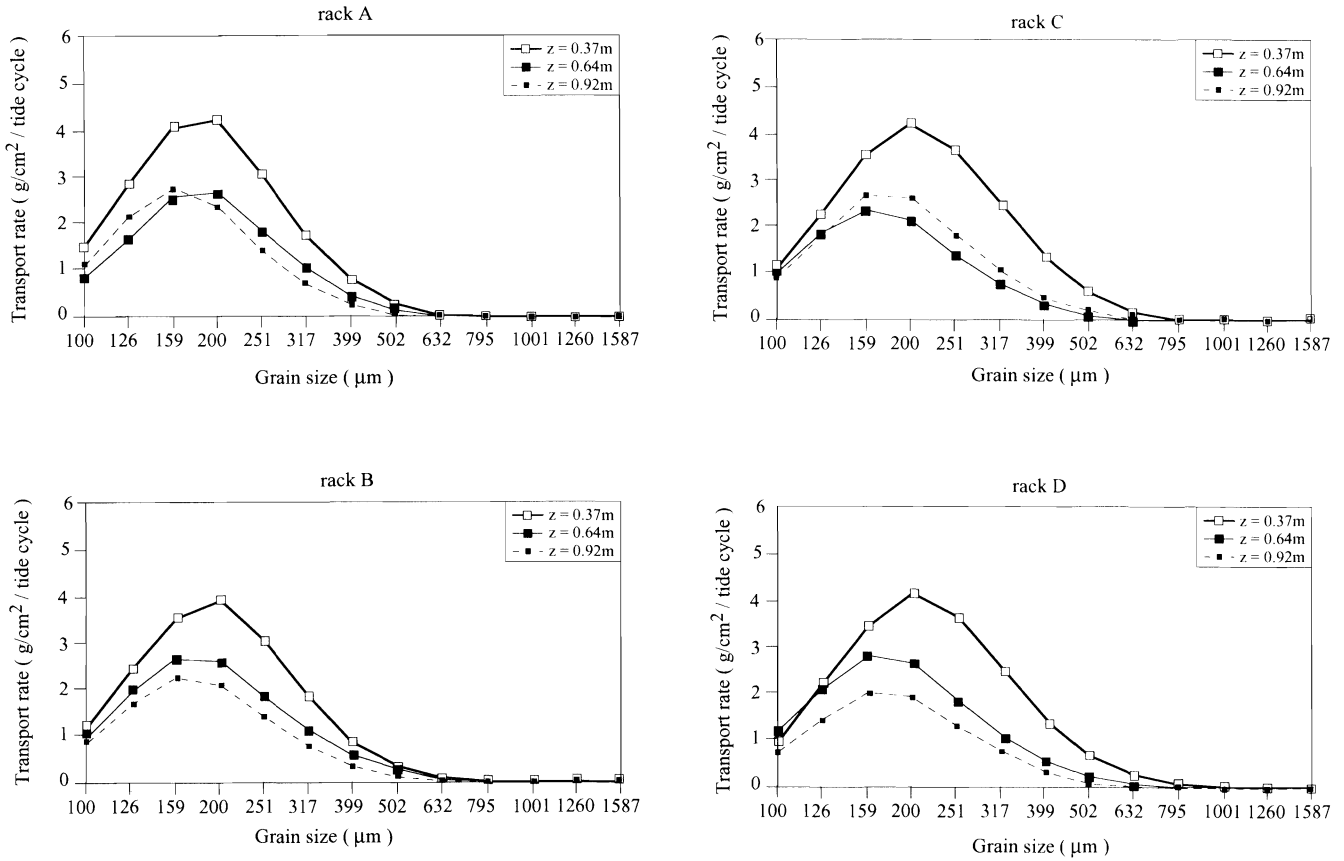 rack A
Transport rate ( g/cm2 / tide cycle )
6
5
4
3
2
1
0
z = 0.37m
z = 0.64m
z = 0.92m
100 126 159 200 251 317 399 502 632 795 1001 1260 1587
Grain size ( μm )
rack C
Transport rate ( g/cm2 / tide cycle )
6
5
4
3
2
1
0
z = 0.37m
z = 0.64m
z = 0.92m
100 126 159 200 251 317 399 502 632 795 1001 1260 1587
Grain size ( μm )
rack B
Transport rate ( g/cm2 / tide cycle )
6
5
4
3
2
1
0
z = 0.37m
z = 0.64m
z = 0.92m
100 126 159 200 251 317 399 502 632 795 1001 1260 1587
Grain size ( μm )
rack D
Transport rate ( g/cm2 / tide cycle )
6
5
4
3
2
1
0
z = 0.37m
z = 0.64m
z = 0.92m
100 126 159 200 251 317 399 502 632 795 1001 1260 1587
Grain size ( μm )